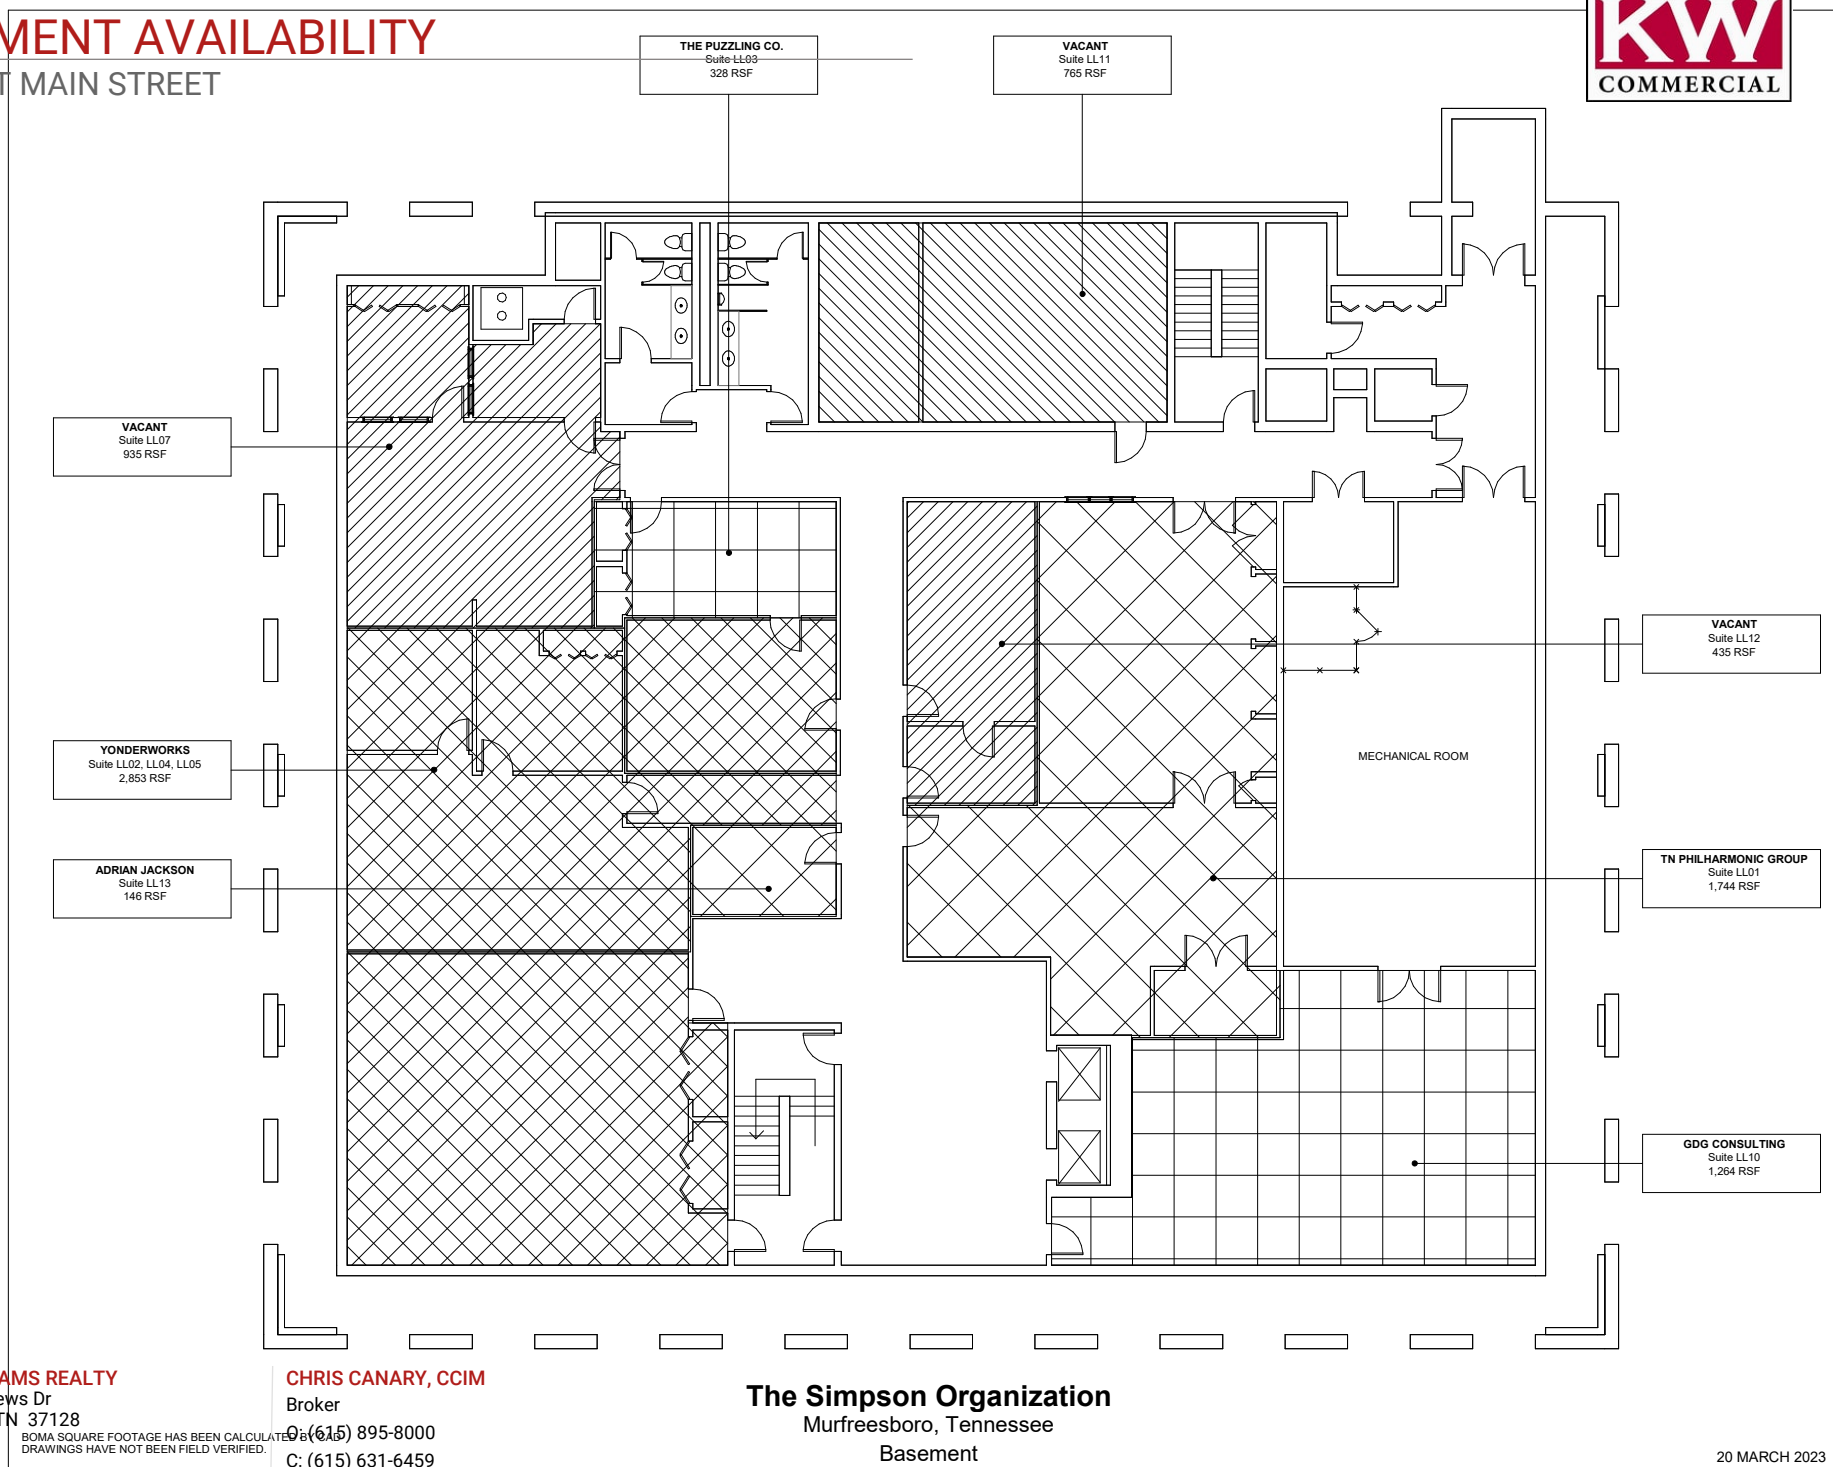 MENT AVAILABILITY
T MAIN STREET
KW
COMMERCIAL
THE PUZZLING CO.
Suite LL03
328 RSF
VACANT
Suite LL11
765 RSF
VACANT
Suite LL07
935 RSF
VACANT
Suite LL12
435 RSF
YONDERWORKS
Suite LL02, LL04, LL05
2,853 RSF
MECHANICAL ROOM
ADRIAN JACKSON
Suite LL13
146 RSF
TN PHILHARMONIC GROUP
Suite LL01
1,744 RSF
GDG CONSULTING
Suite LL10
1,264 RSF
AMS REALTY
ews Dr
TN 37128
BOMA SQUARE FOOTAGE HAS BEEN CALCULATED BY CAD.
DRAWINGS HAVE NOT BEEN FIELD VERIFIED.
CHRIS CANARY, CCIM
Broker
O: (615) 895-8000
C: (615) 631-6459
The Simpson Organization
Murfreesboro, Tennessee
Basement
20 MARCH 2023